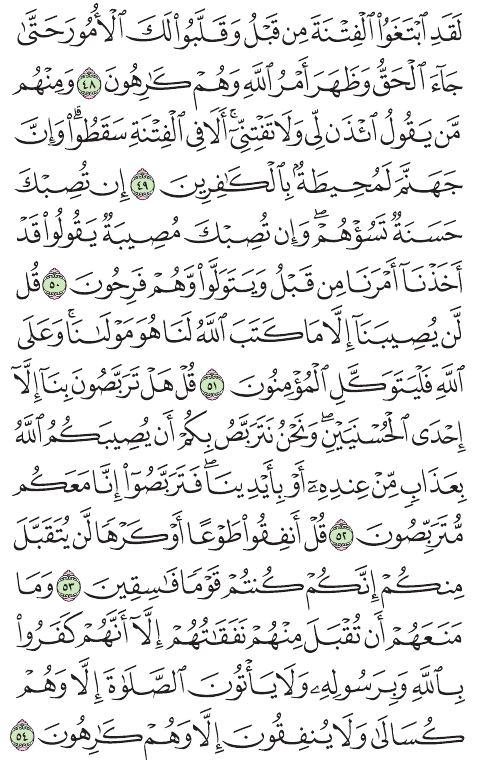 لَقَدِ ٱبْتَغَوُا۟ ٱلْفِتْنَةَ مِن قَبْلُ وَقَلَّبُوا۟ لَكَ ٱلْأُمُورَ حَتَّىٰ
جَآءَ ٱلْحَقُّ وَظَهَرَ أَمْرُ ٱللَّهِ وَهُمْ كَٰرِهُونَ ٤٨ وَمِنْهُم
مَّن يَقُولُ ٱئْذَن لِّى وَلَا تَفْتِنِّىٓ ۚ أَلَا فِى ٱلْفِتْنَةِ سَقَطُوا۟ ۗ وَإِنَّ
جَهَنَّمَ لَمُحِيطَةٌۢ بِٱلْكَٰفِرِينَ ٤٩ إِن تُصِبْكَ
حَسَنَةٌ تَسُؤْهُمْ ۖ وَإِن تُصِبْكَ مُصِيبَةٌ يَقُولُوا۟ قَدْ
أَخَذْنَآ أَمْرَنَا مِن قَبْلُ وَيَتَوَلَّوا۟ وَّهُمْ فَرِحُونَ ٥٠ قُل
لَّن يُصِيبَنَآ إِلَّا مَا كَتَبَ ٱللَّهُ لَنَا هُوَ مَوْلَىٰنَا ۚ وَعَلَى
ٱللَّهِ فَلْيَتَوَكَّلِ ٱلْمُؤْمِنُونَ ٥١ قُلْ هَلْ تَرَبَّصُونَ بِنَآ إِلَّآ
إِحْدَى ٱلْحُسْنَيَيْنِ ۖ وَنَحْنُ نَتَرَبَّصُ بِكُمْ أَن يُصِيبَكُمُ ٱللَّهُ
بِعَذَابٍ مِّنْ عِندِهِۦٓ أَوْ بِأَيْدِينَا ۖ فَتَرَبَّصُوٓا۟ إِنَّا مَعَكُم
مُّتَرَبِّصُونَ ٥٢ قُلْ أَنفِقُوا۟ طَوْعًا أَوْ كَرْهًا لَّن يُتَقَبَّلَ
مِنكُمْ ۖ إِنَّكُمْ كُنتُمْ قَوْمًا فَٰسِقِينَ ٥٣ وَمَا
مَنَعَهُمْ أَن تُقْبَلَ مِنْهُمْ نَفَقَٰتُهُمْ إِلَّآ أَنَّهُمْ كَفَرُوا۟
بِٱللَّهِ وَبِرَسُولِهِۦ وَلَا يَأْتُونَ ٱلصَّلَوٰةَ إِلَّا وَهُمْ
كُسَالَىٰ وَلَا يُنفِقُونَ إِلَّا وَهُمْ كَٰرِهُونَ ٥٤